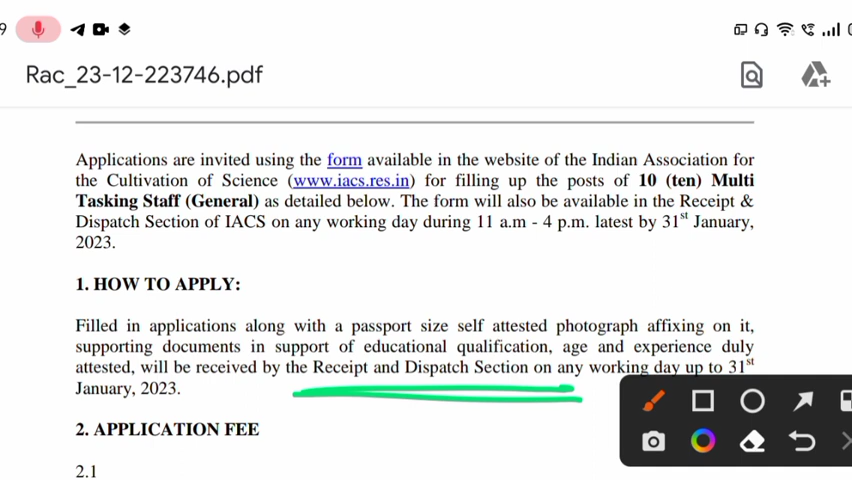 9
Rac_23-12-223746.pdf
Applications are invited using the form available in the website of the Indian Association for
the Cultivation of Science (www.iacs.res.in) for filling up the posts of 10 (ten) Multi
Tasking Staff (General) as detailed below. The form will also be available in the Receipt &
Dispatch Section of IACS on any working day during 11 a.m - 4 p.m. latest by 31st January,
2023.
1. HOW TO APPLY:
Filled in applications along with a passport size self attested photograph affixing on it,
supporting documents in support of educational qualification, age and experience duly
attested, will be received by the Receipt and Dispatch Section on any working day up to 31st
January, 2023.
2. APPLICATION FEE
2.1